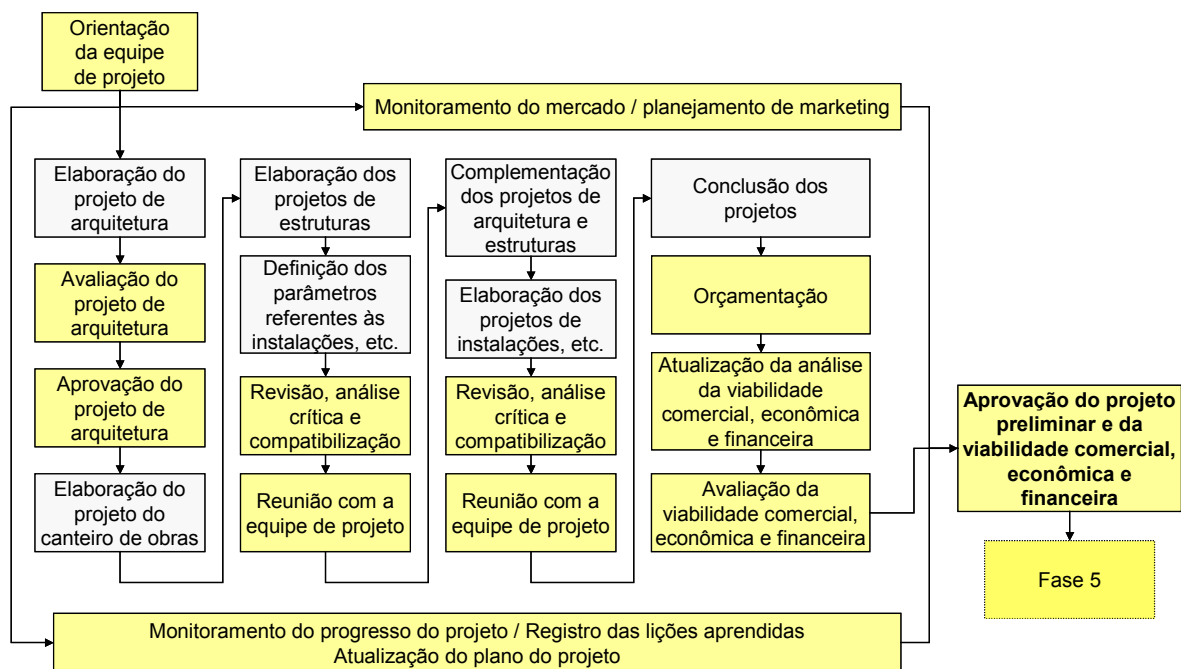 Orientação
da equipe
de projeto
Monitoramento do mercado / planejamento de marketing
Elaboração do
projeto de
arquitetura
Avaliação do
projeto de
arquitetura
Aprovação do
projeto de
arquitetura
Elaboração do
projeto do
canteiro de obras
Elaboração dos
projetos de
estruturas
Definição dos
parâmetros
referentes às
instalações, etc.
Revisão, análise
crítica e
compatibilização
Reunião com a
equipe de projeto
Complementação
dos projetos de
arquitetura e
estruturas
Elaboração dos
projetos de
instalações, etc.
Revisão, análise
crítica e
compatibilização
Reunião com a
equipe de projeto
Conclusão dos
projetos
Orçamentação
Atualização da análise
da viabilidade
comercial, econômica
e financeira
Avaliação da
viabilidade comercial,
econômica e financeira
Aprovação do projeto
preliminar e da
viabilidade comercial,
econômica e
financeira
Fase 5
Monitoramento do progresso do projeto / Registro das lições aprendidas
Atualização do plano do projeto